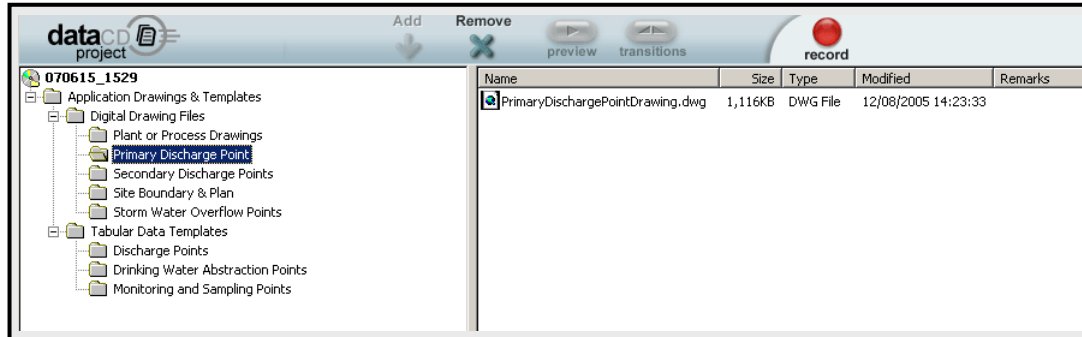 datacd project
Add
Remove
preview
transitions
record
070615_1529
Application Drawings & Templates
Digital Drawing Files
Plant or Process Drawings
Primary Discharge Point
Secondary Discharge Points
Site Boundary & Plan
Storm Water Overflow Points
Tabular Data Templates
Discharge Points
Drinking Water Abstraction Points
Monitoring and Sampling Points
Name Size Type Modified Remarks
PrimaryDischargePointDrawing.dwg 1,116KB DWG File 12/08/2005 14:23:33